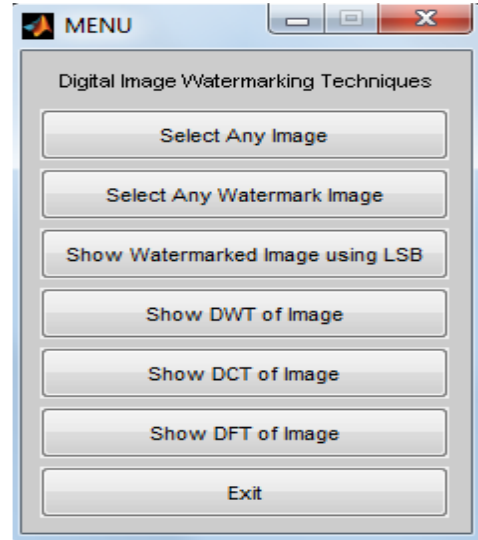 MENU
Digital Image Watermarking Techniques
Select Any Image
Select Any Watermark Image
Show Watermarked Image using LSB
Show DWT of Image
Show DCT of Image
Show DFT of Image
Exit